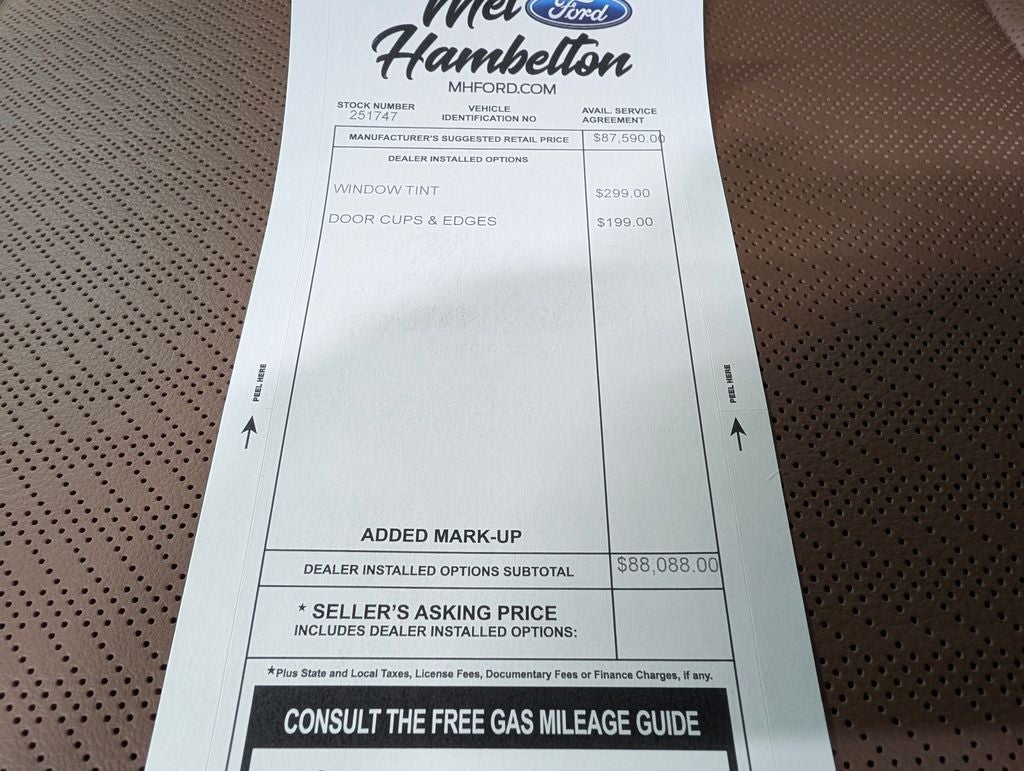 Mel Ford
Hambelton
MHFORD.COM
STOCK NUMBER
251747
VEHICLE
IDENTIFICATION NO
AVAIL. SERVICE
AGREEMENT
MANUFACTURER'S SUGGESTED RETAIL PRICE $87,590.00
DEALER INSTALLED OPTIONS
WINDOW TINT $299.00
DOOR CUPS & EDGES $199.00
PEEL HERE
PEEL HERE
ADDED MARK-UP
DEALER INSTALLED OPTIONS SUBTOTAL $88,088.00
* SELLER'S ASKING PRICE
INCLUDES DEALER INSTALLED OPTIONS:
*Plus State and Local Taxes, License Fees, Documentary Fees or Finance Charges, if any.
CONSULT THE FREE GAS MILEAGE GUIDE